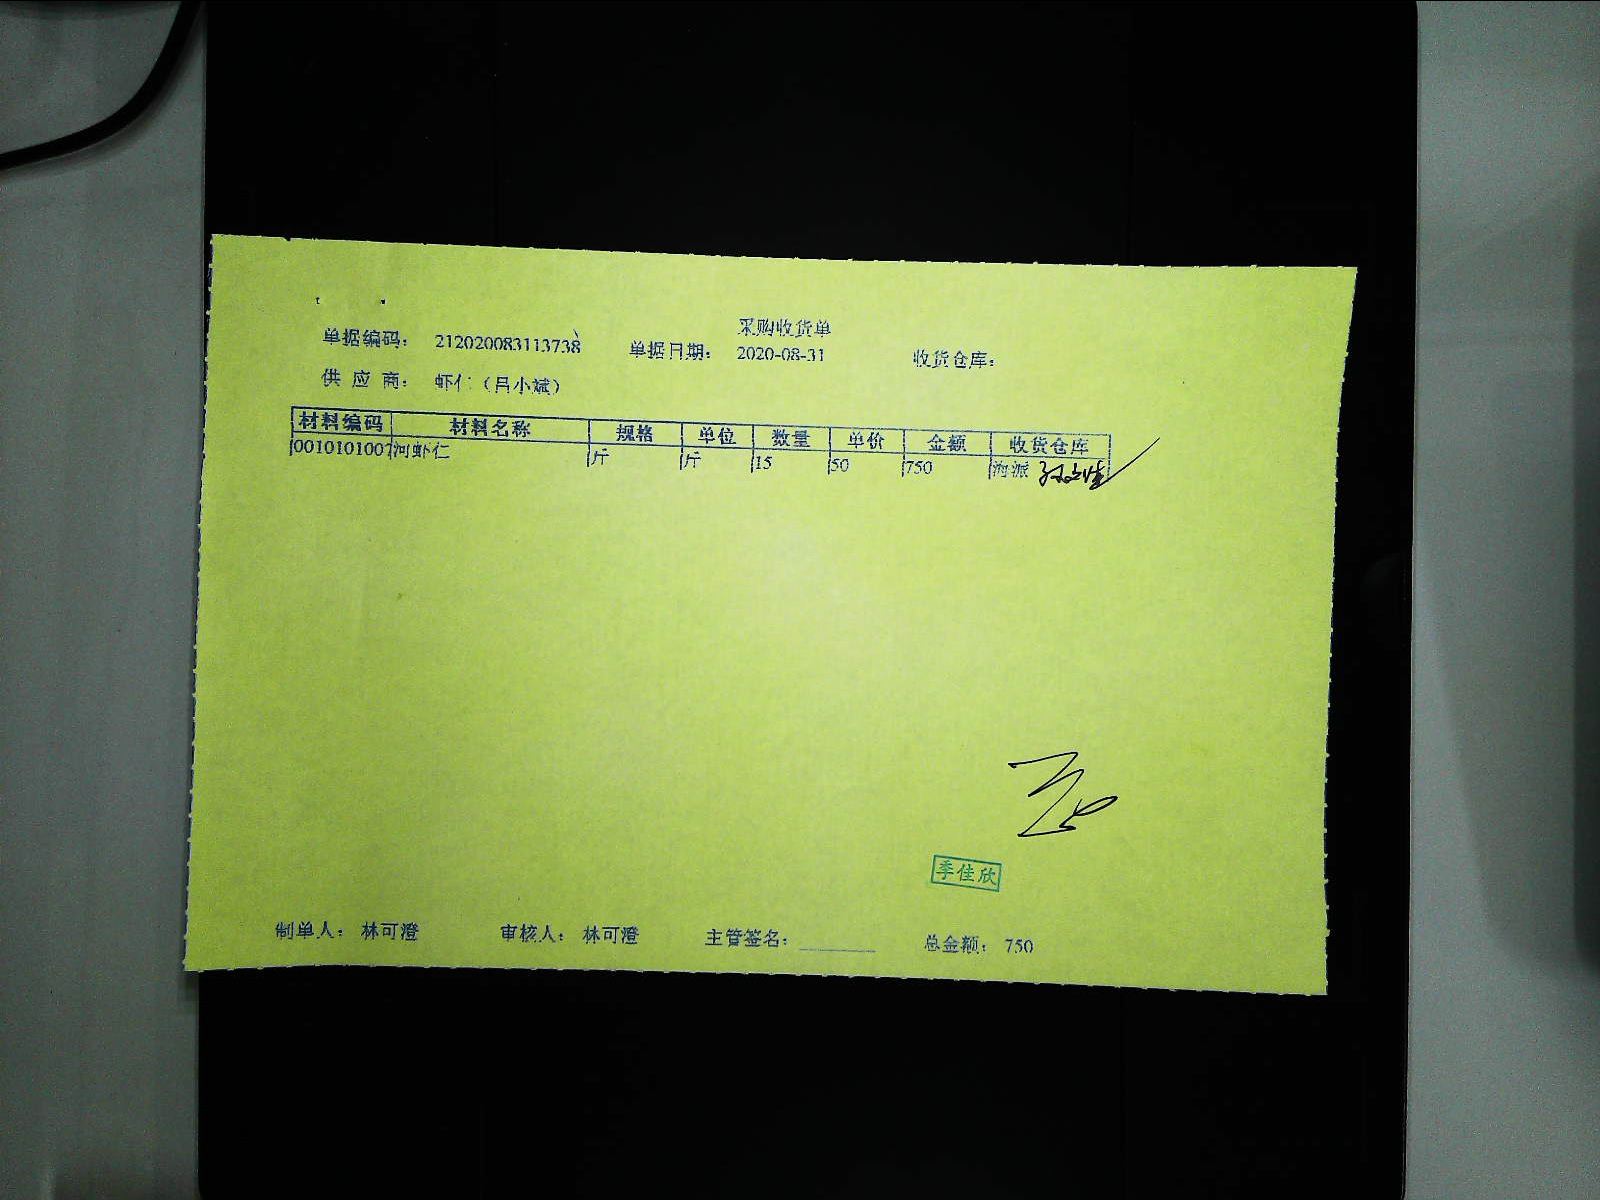 采购收货单
单据编码: 212020083113738 单据日期: 2020-08-31 收货仓库:
供应商: 虾仁(吕小斌)
材料编码 材料名称 规格 单位 数量 单价 金额 收货仓库
0010101007 河虾仁 斤 斤 15 50 750 海派
季佳欣
制单人: 林可澄 审核人: 林可澄 主管签名: 总金额: 750